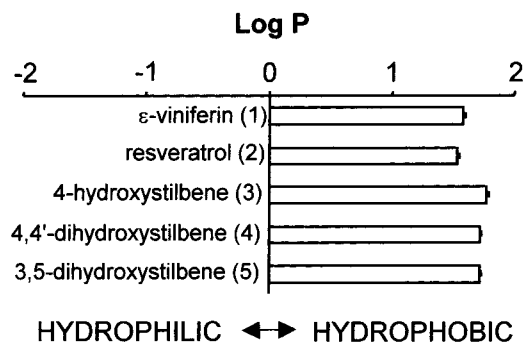 Log P
-2 -1 0 1 2
ε-viniferin (1)
resveratrol (2)
4-hydroxystilbene (3)
4,4'-dihydroxystilbene (4)
3,5-dihydroxystilbene (5)
HYDROPHILIC ◄─► HYDROPHOBIC